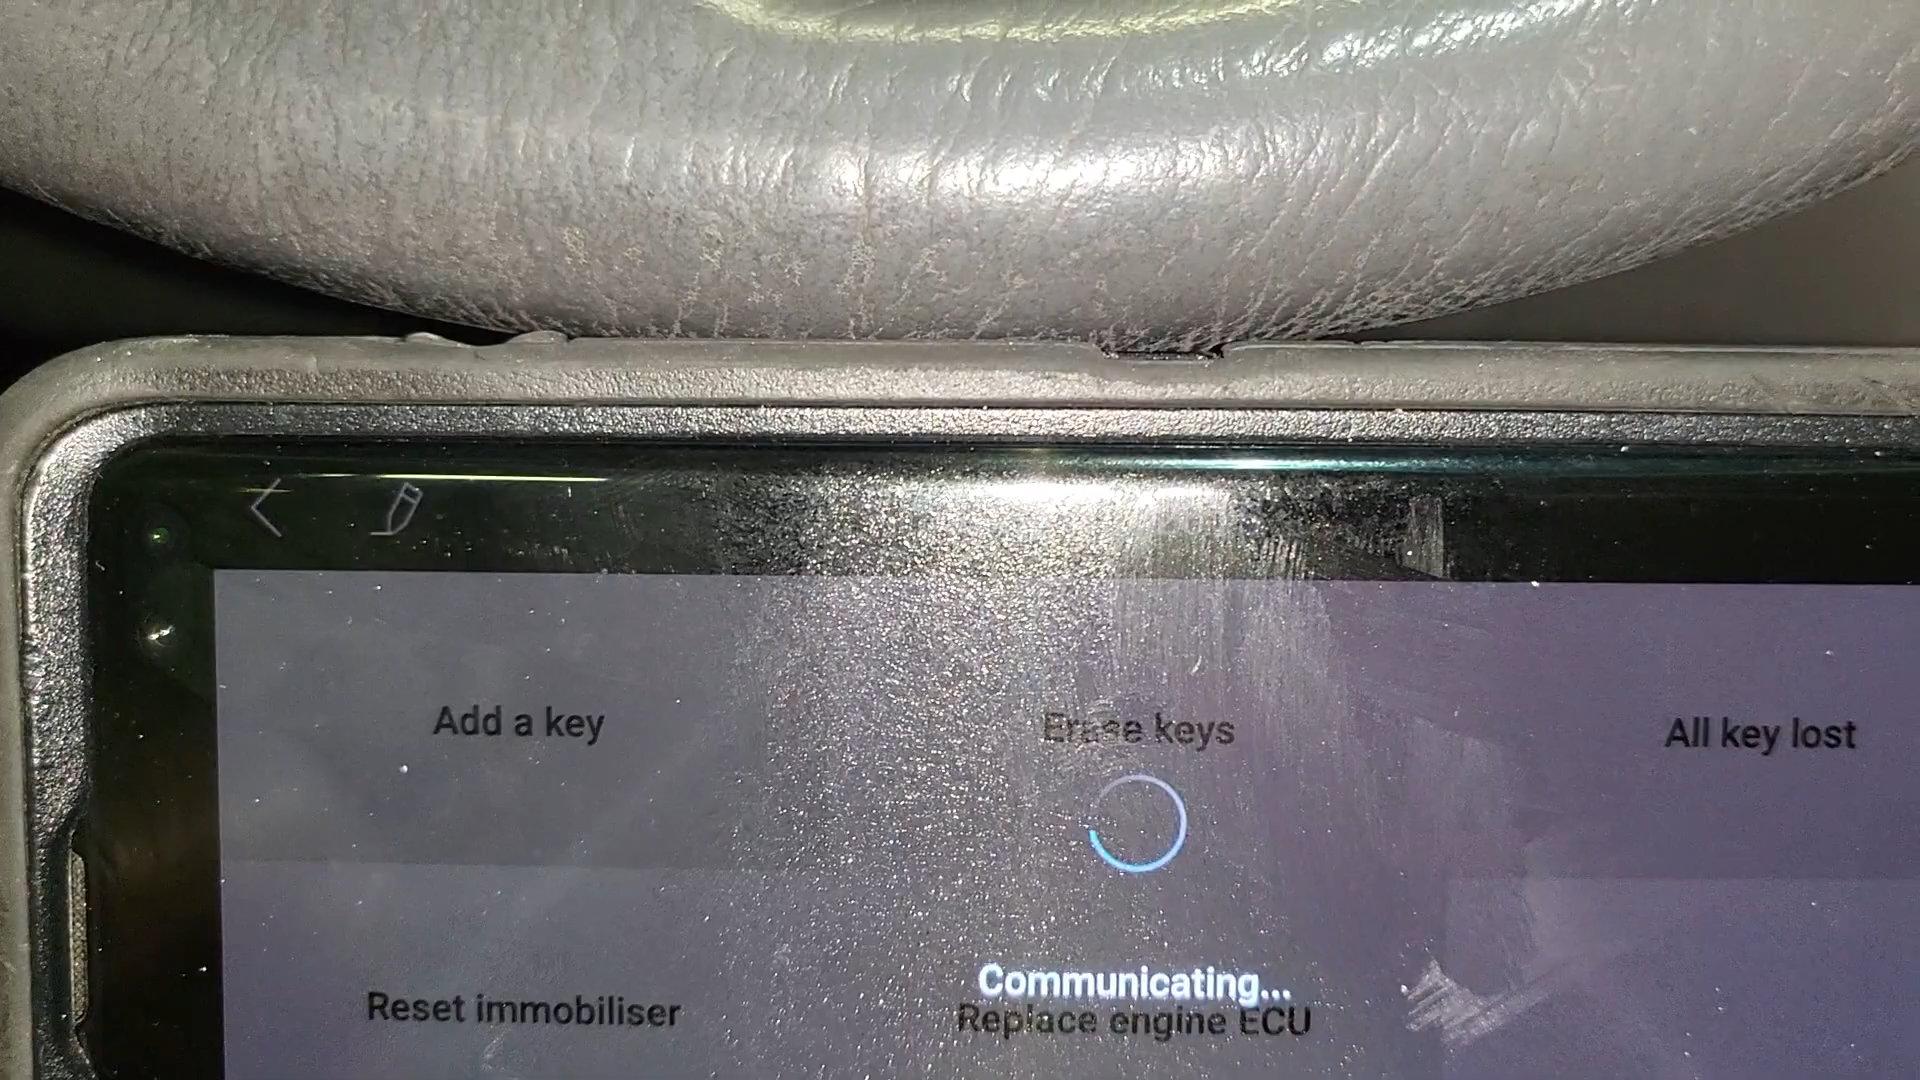 Add a key
Erase keys
All key lost
Communicating...
Reset immobiliser
Replace engine ECU